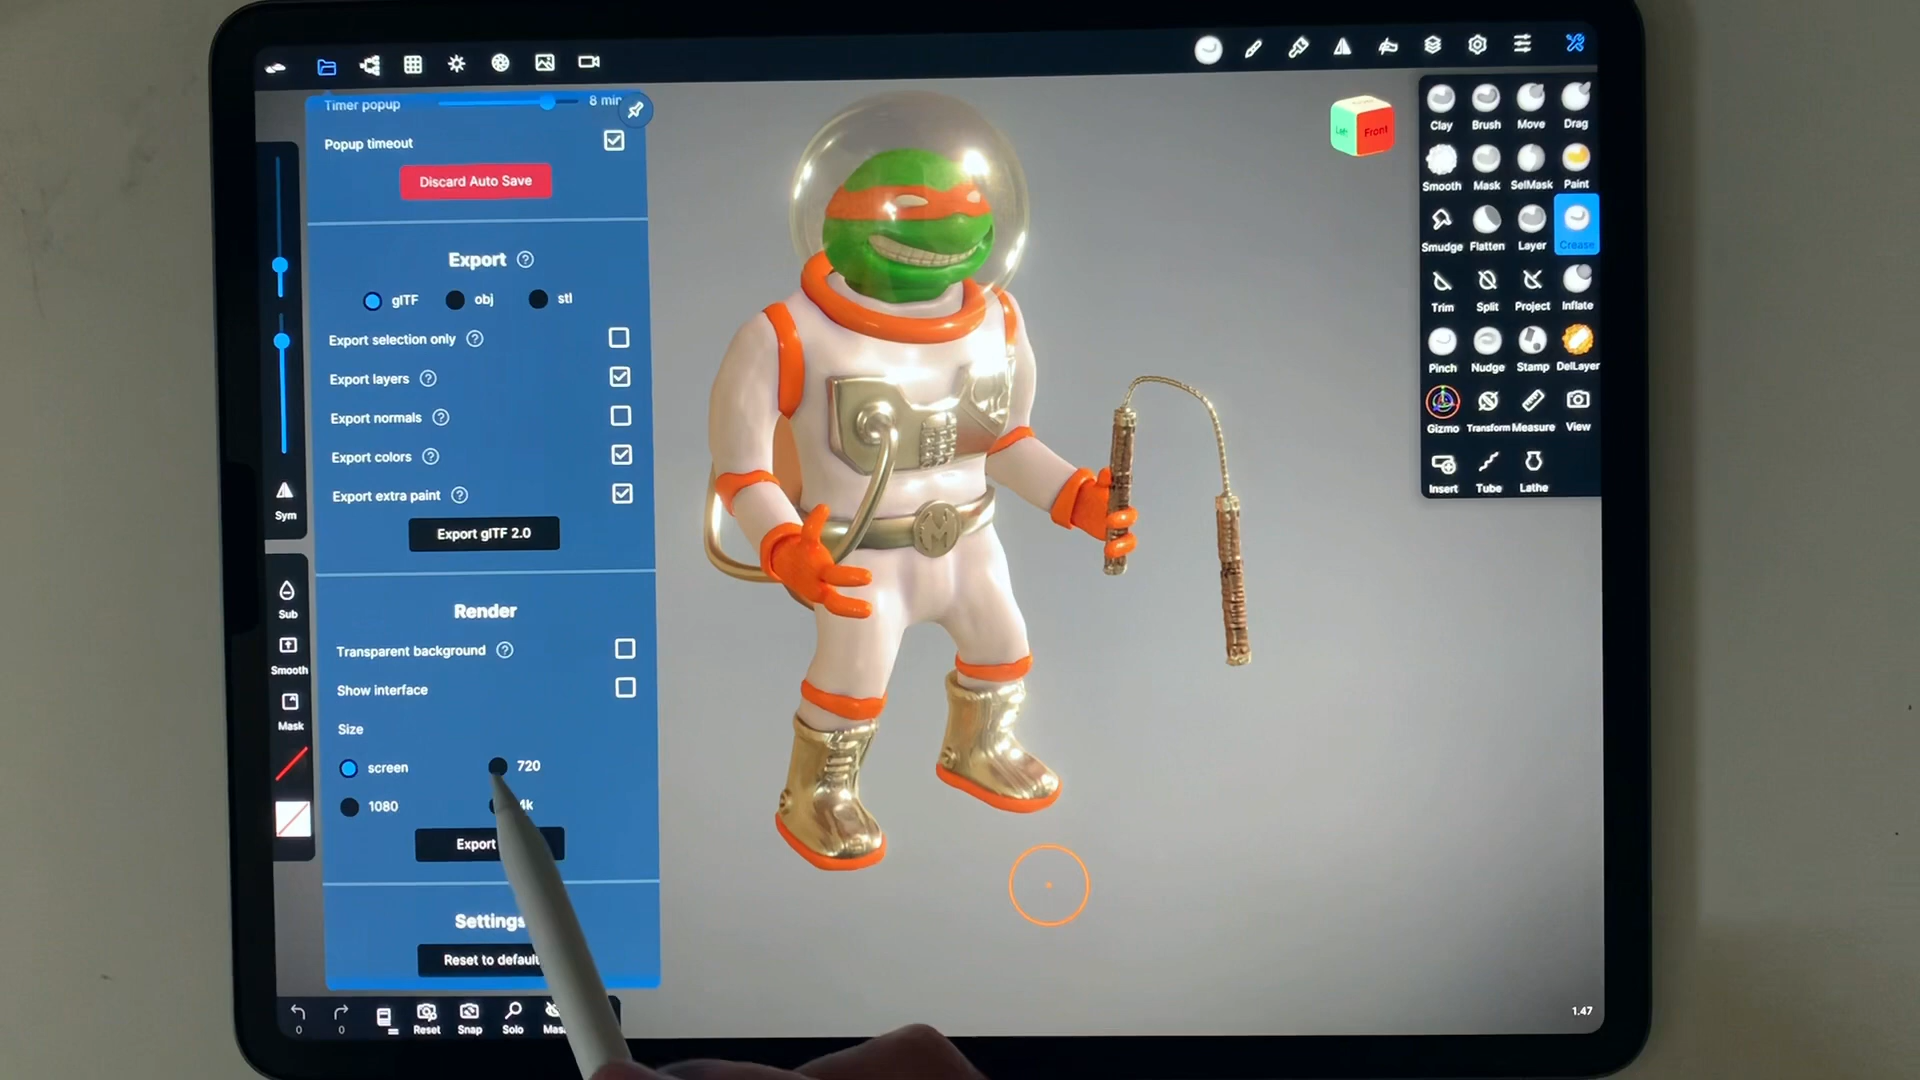 Timer popup 8 min
Popup timeout
Discard Auto Save
Export ?
glTF obj stl
Export selection only ?
Export layers ?
Export normals ?
Export colors ?
Export extra paint ?
Export glTF 2.0
Render
Transparent background ?
Show interface
Size
screen 720
1080 4k
Export
Settings
Reset to default
Sym
Sub
Smooth
Mask
0 0 Reset Snap Solo
M
Front
Clay Brush Move Drag
Smooth Mask SelMask Paint
Smudge Flatten Layer Crease
Trim Split Project Inflate
Pinch Nudge Stamp DelLayer
Gizmo Transform Measure View
Insert Tube Lathe
1.47